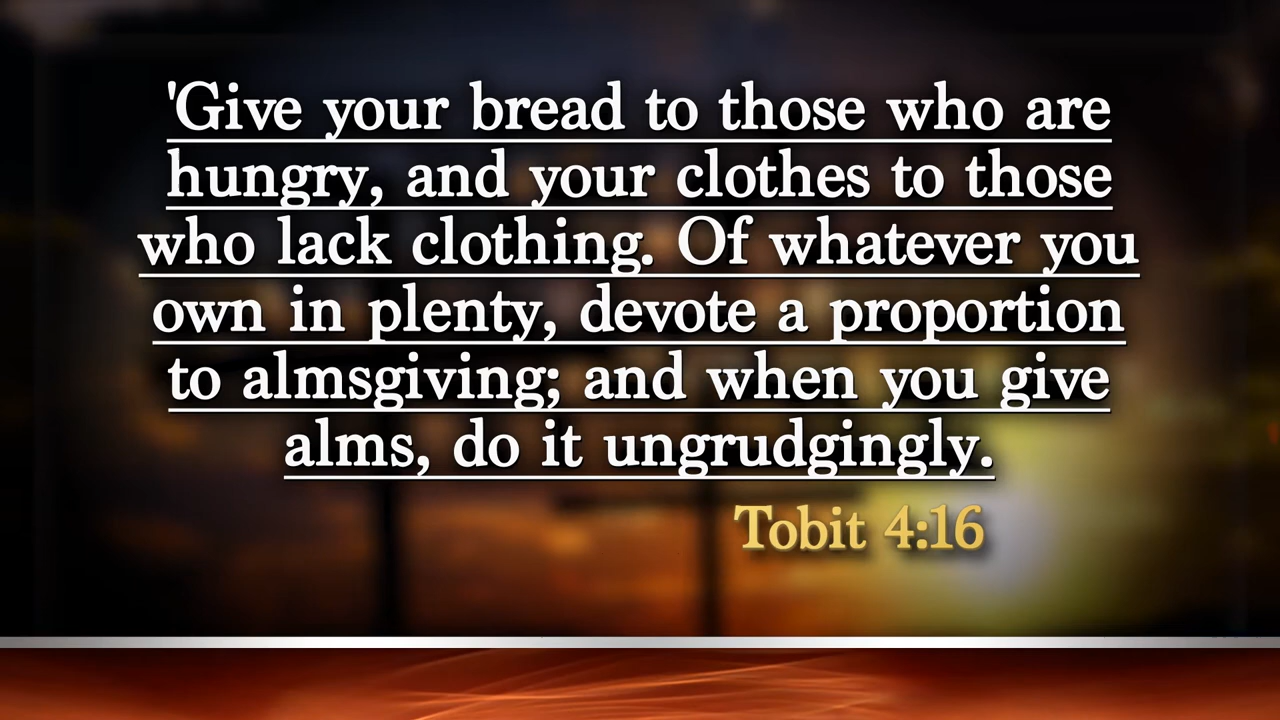 'Give your bread to those who are
hungry, and your clothes to those
who lack clothing. Of whatever you
own in plenty, devote a proportion
to almsgiving; and when you give
alms, do it ungrudgingly.
Tobit 4:16